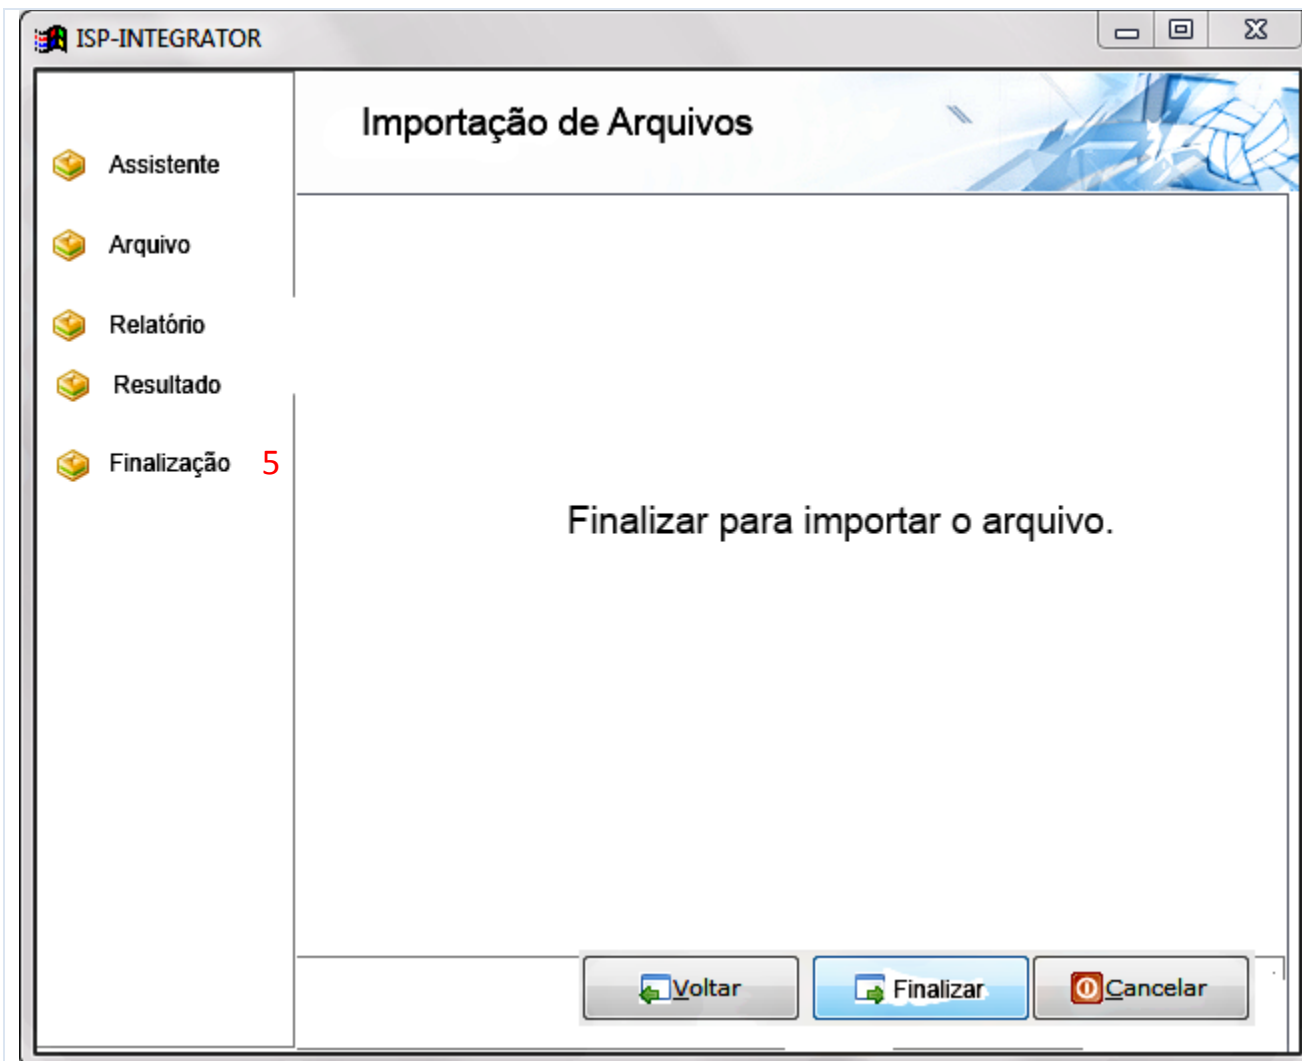 ISP-INTEGRATOR
Importação de Arquivos
Assistente
Arquivo
Relatório
Resultado
Finalização 5
Finalizar para importar o arquivo.
Voltar
Finalizar
Cancelar